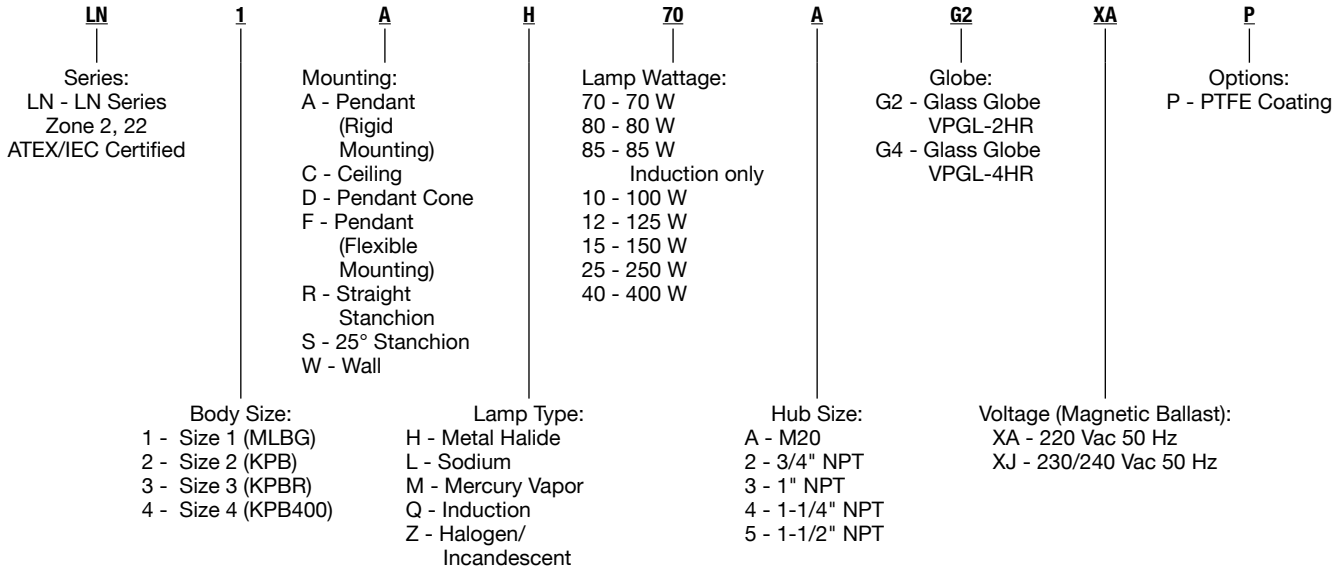 LN 1 A H 70 A G2 XA P
Series:
LN - LN Series
Zone 2, 22
ATEX/IEC Certified
Mounting:
A - Pendant
(Rigid
Mounting)
C - Ceiling
D - Pendant Cone
F - Pendant
(Flexible
Mounting)
R - Straight
Stanchion
S - 25° Stanchion
W - Wall
Lamp Wattage:
70 - 70 W
80 - 80 W
85 - 85 W
Induction only
10 - 100 W
12 - 125 W
15 - 150 W
25 - 250 W
40 - 400 W
Globe:
G2 - Glass Globe
VPGL-2HR
G4 - Glass Globe
VPGL-4HR
Options:
P - PTFE Coating
Body Size:
1 - Size 1 (MLBG)
2 - Size 2 (KPB)
3 - Size 3 (KPBR)
4 - Size 4 (KPB400)
Lamp Type:
H - Metal Halide
L - Sodium
M - Mercury Vapor
Q - Induction
Z - Halogen/
Incandescent
Hub Size:
A - M20
2 - 3/4" NPT
3 - 1" NPT
4 - 1-1/4" NPT
5 - 1-1/2" NPT
Voltage (Magnetic Ballast):
XA - 220 Vac 50 Hz
XJ - 230/240 Vac 50 Hz